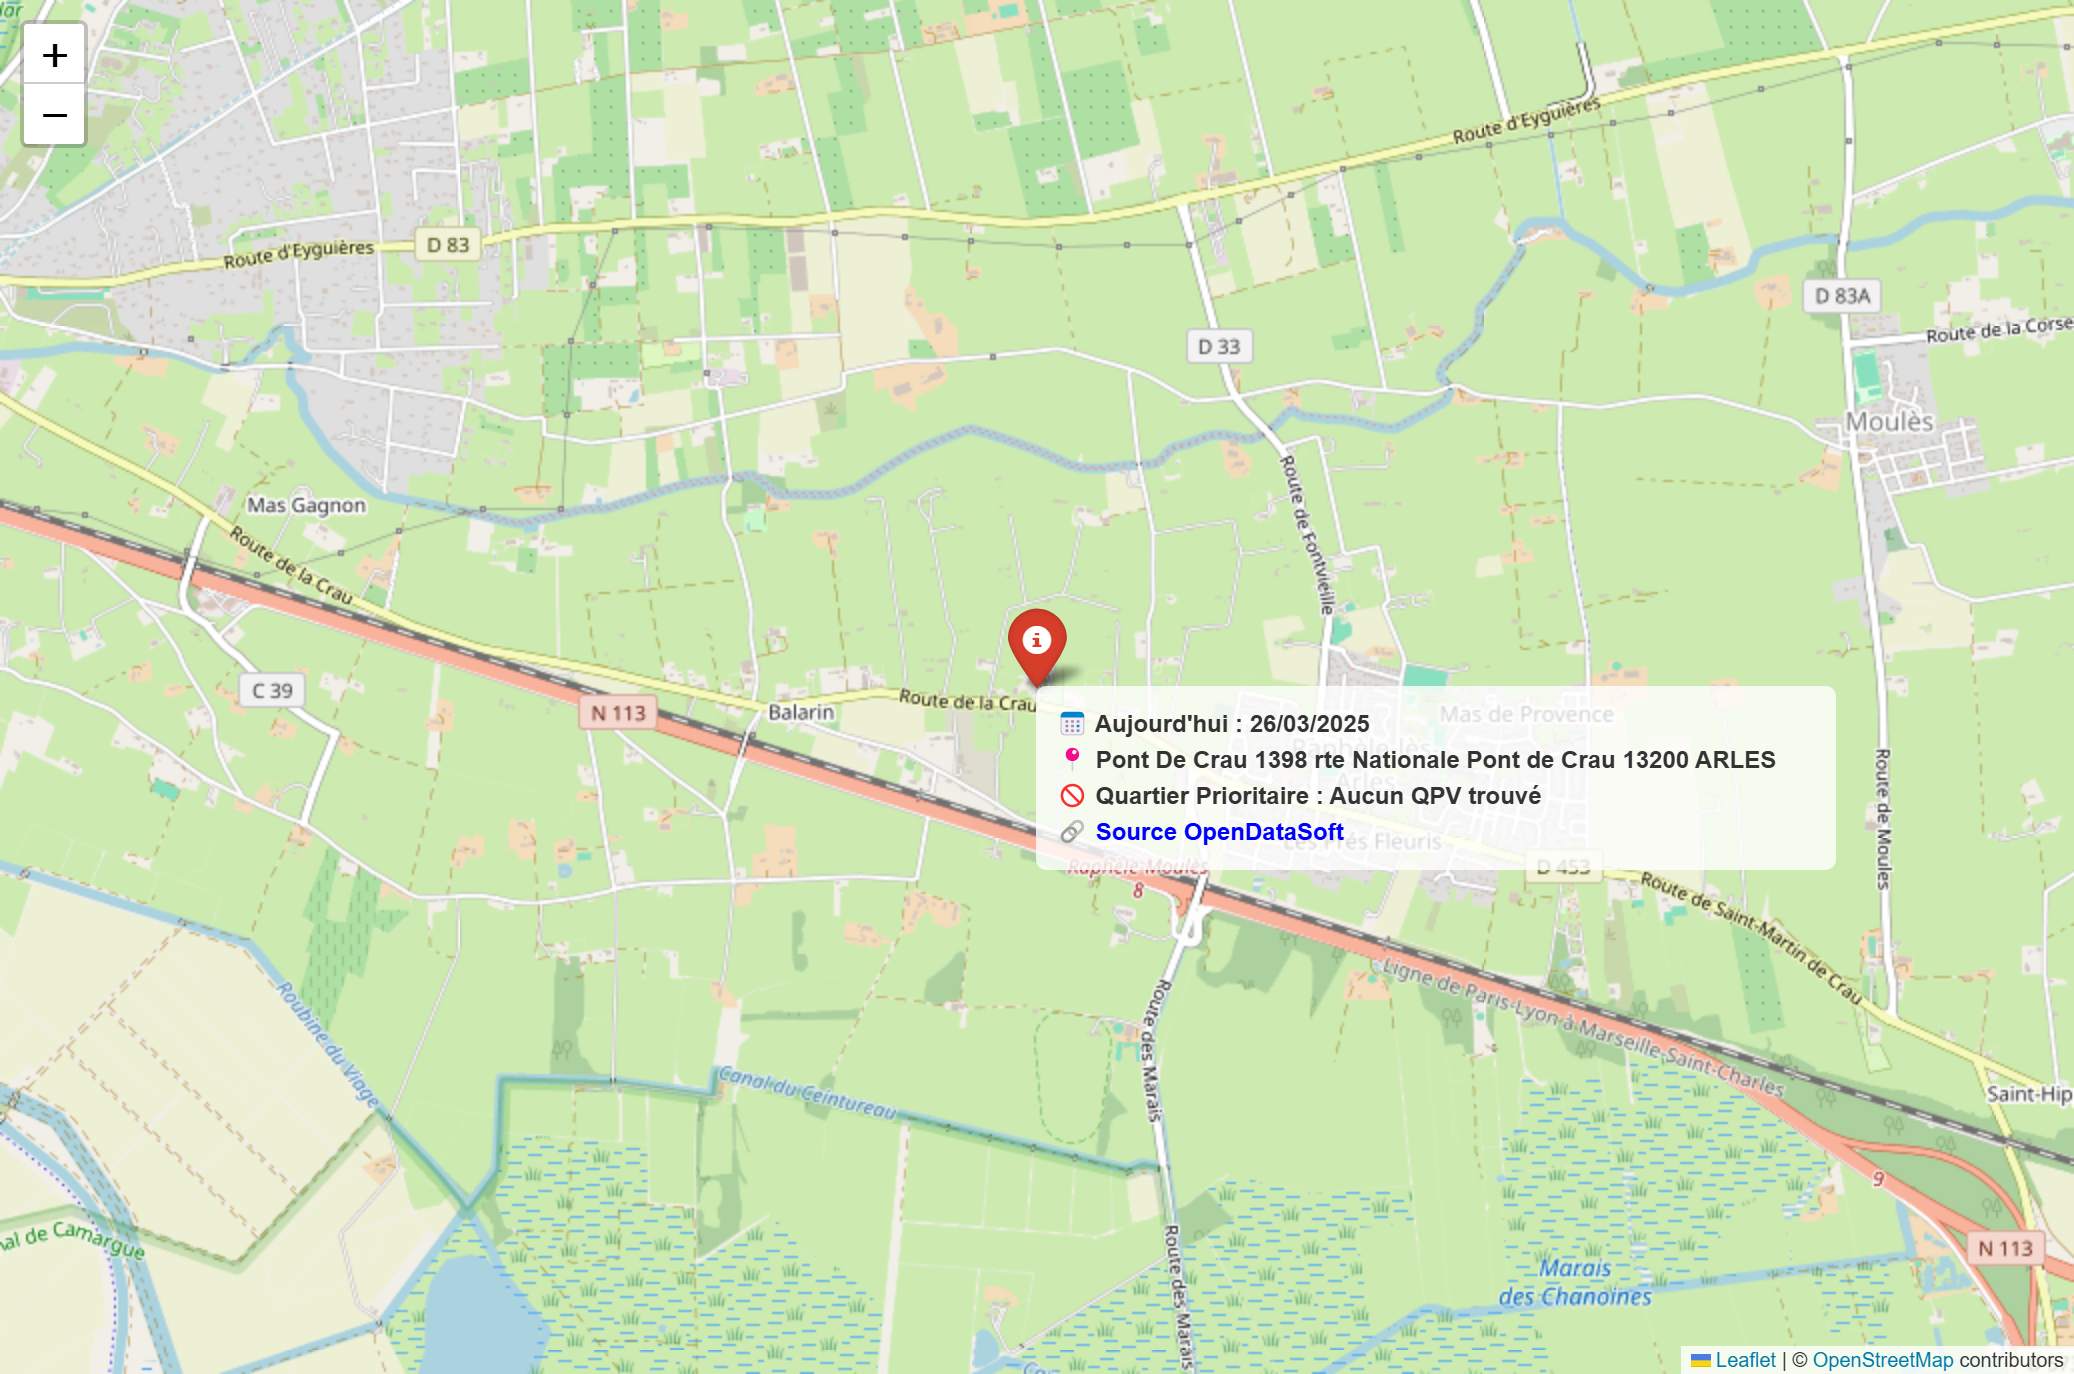 +
−
Route d'Eyguières
Route d'Eyguières
D 83
D 83A
Route de la Corse
D 33
Moulès
Mas Gagnon
Route de la Crau
Route de Fontvieille
C 39
N 113
Balarin
Route de la Crau
Aujourd'hui : 26/03/2025
Pont De Crau 1398 rte Nationale Pont de Crau 13200 ARLES
Quartier Prioritaire : Aucun QPV trouvé
Source OpenDataSoft
Mas de Provence
Raphèle-lès-
Arles
Les Prés Fleuris
D 453
Route de Moulès
Raphèle-Moulès
8
Route de Saint-Martin de Crau
Ligne de Paris-Lyon à Marseille-Saint-Charles
Roubine du Viage
Route des Marais
Canal du Ceintureau
Saint-Hip
9
nal de Camargue
Route des Marais
N 113
Marais
des Chanoines
Leaflet | © OpenStreetMap contributors